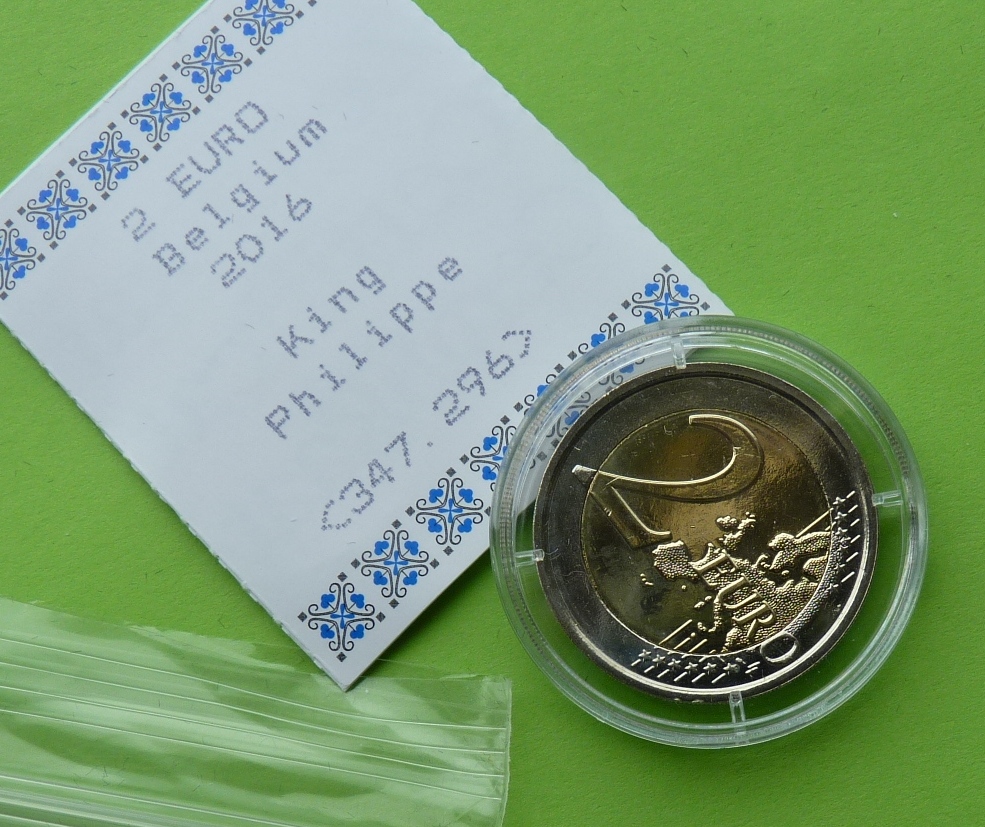 2 EURO
Belgium
2016
King
Philippe
<347.296>
2
EURO